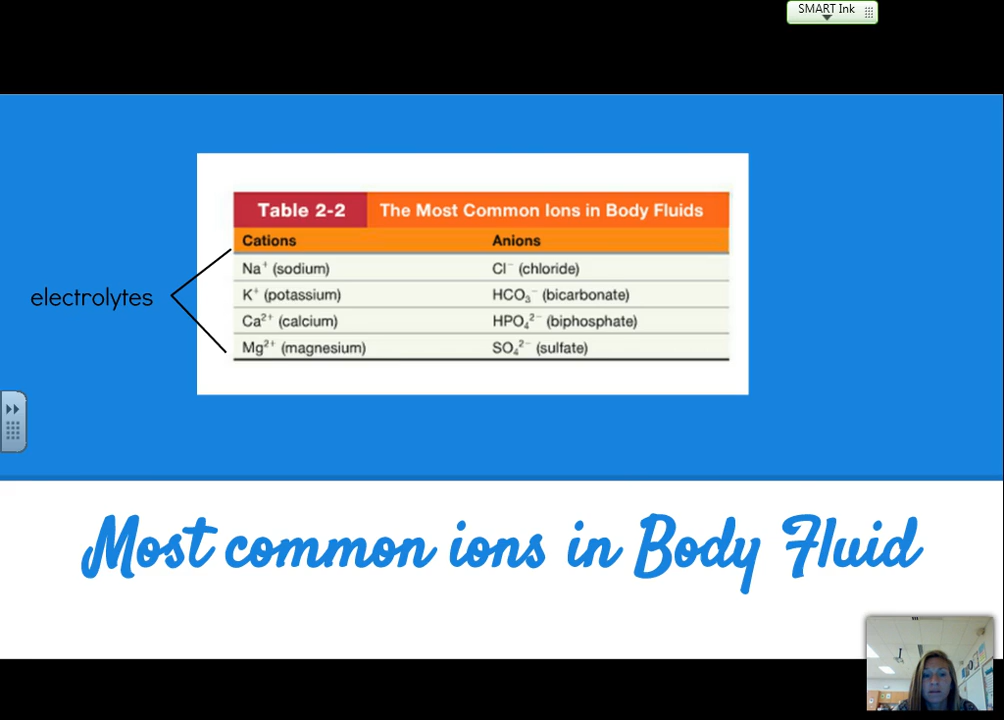 SMART Ink
Table 2-2 The Most Common Ions in Body Fluids
Cations Anions
Na⁺ (sodium) Cl⁻ (chloride)
electrolytes
K⁺ (potassium) HCO₃⁻ (bicarbonate)
Ca²⁺ (calcium) HPO₄²⁻ (biphosphate)
Mg²⁺ (magnesium) SO₄²⁻ (sulfate)
Most common ions in Body Fluid